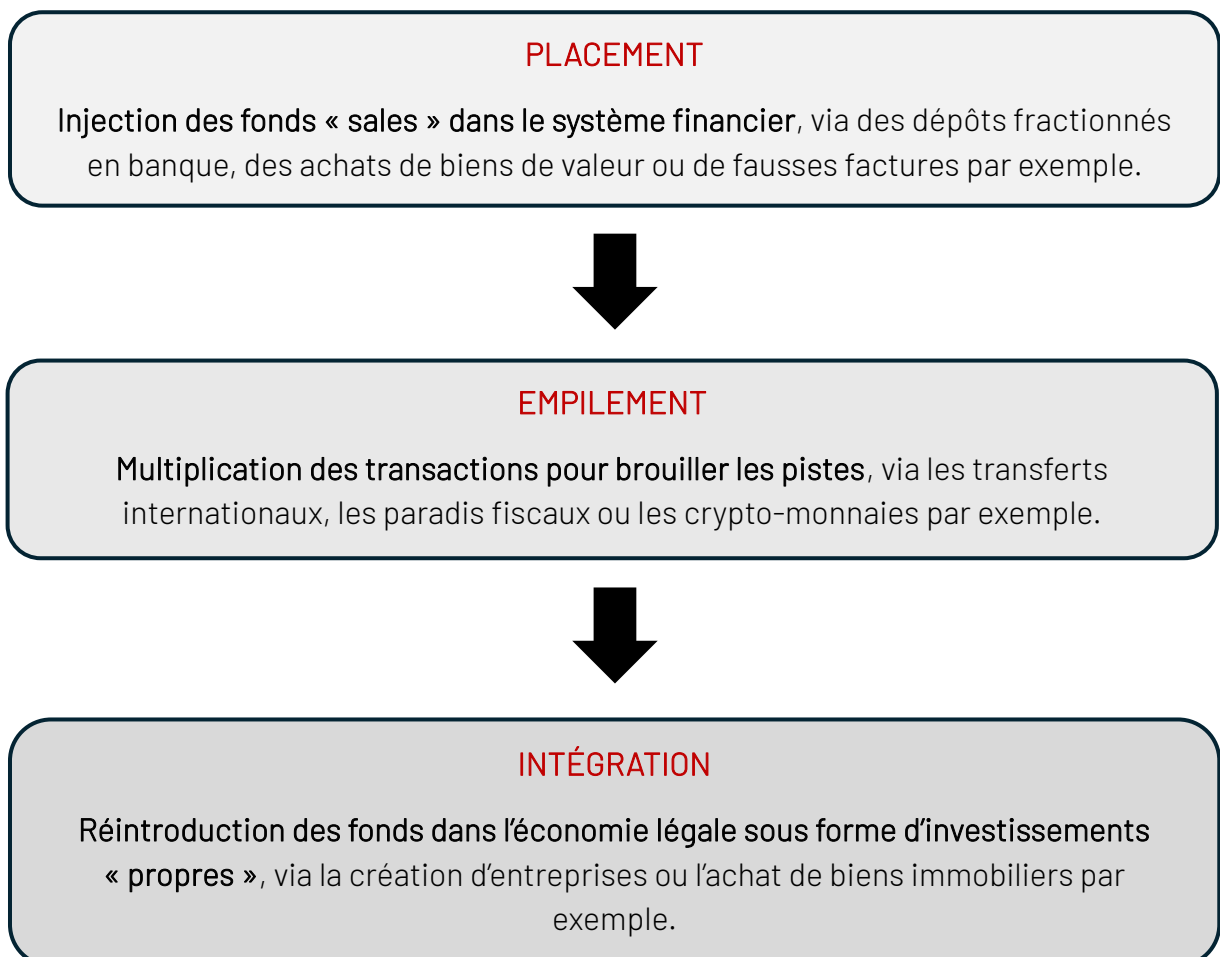 PLACEMENT
Injection des fonds « sales » dans le système financier, via des dépôts fractionnés
en banque, des achats de biens de valeur ou de fausses factures par exemple.
EMPILEMENT
Multiplication des transactions pour brouiller les pistes, via les transferts
internationaux, les paradis fiscaux ou les crypto-monnaies par exemple.
INTÉGRATION
Réintroduction des fonds dans l’économie légale sous forme d’investissements
« propres », via la création d’entreprises ou l’achat de biens immobiliers par
exemple.